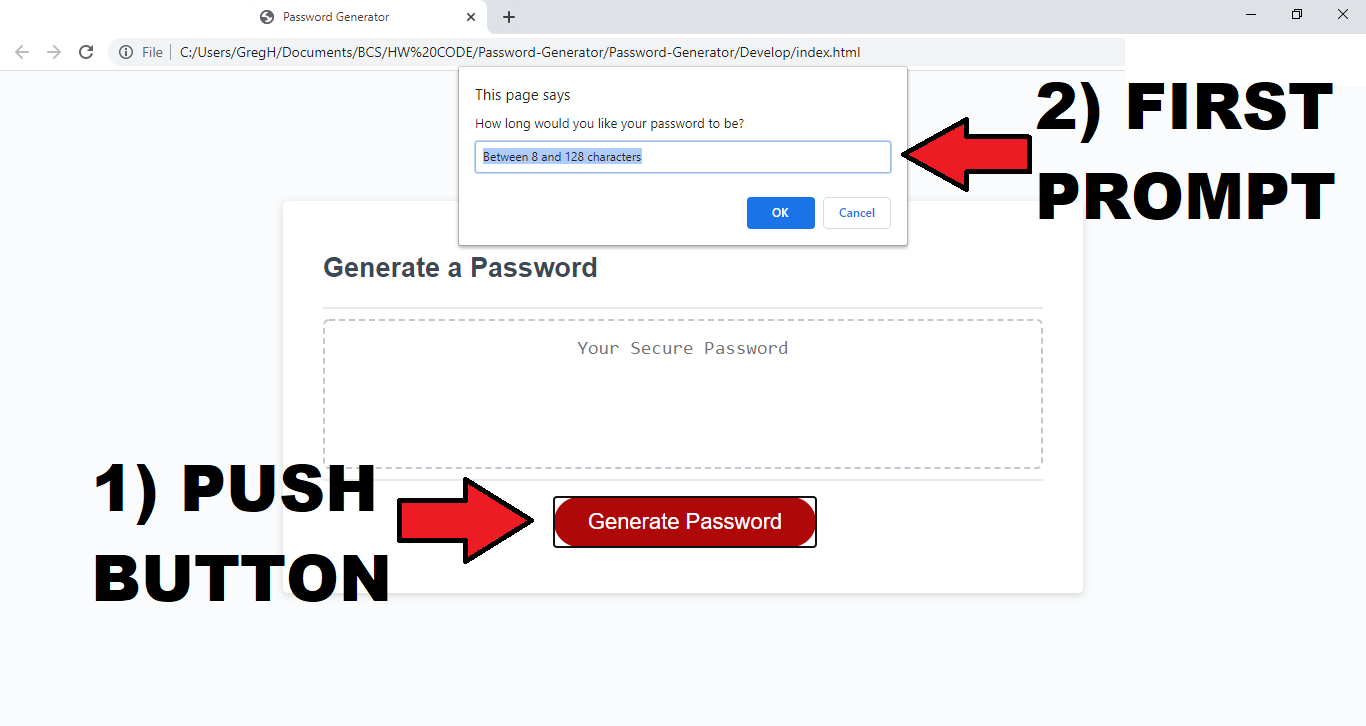 Password Generator
File
C:/Users/GregH/Documents/BCS/HW%20CODE/Password-Generator/Password-Generator/Develop/index.html
This page says
How long would you like your password to be?
Between 8 and 128 characters
OK Cancel
2) FIRST
PROMPT
Generate a Password
Your Secure Password
1) PUSH
BUTTON
Generate Password